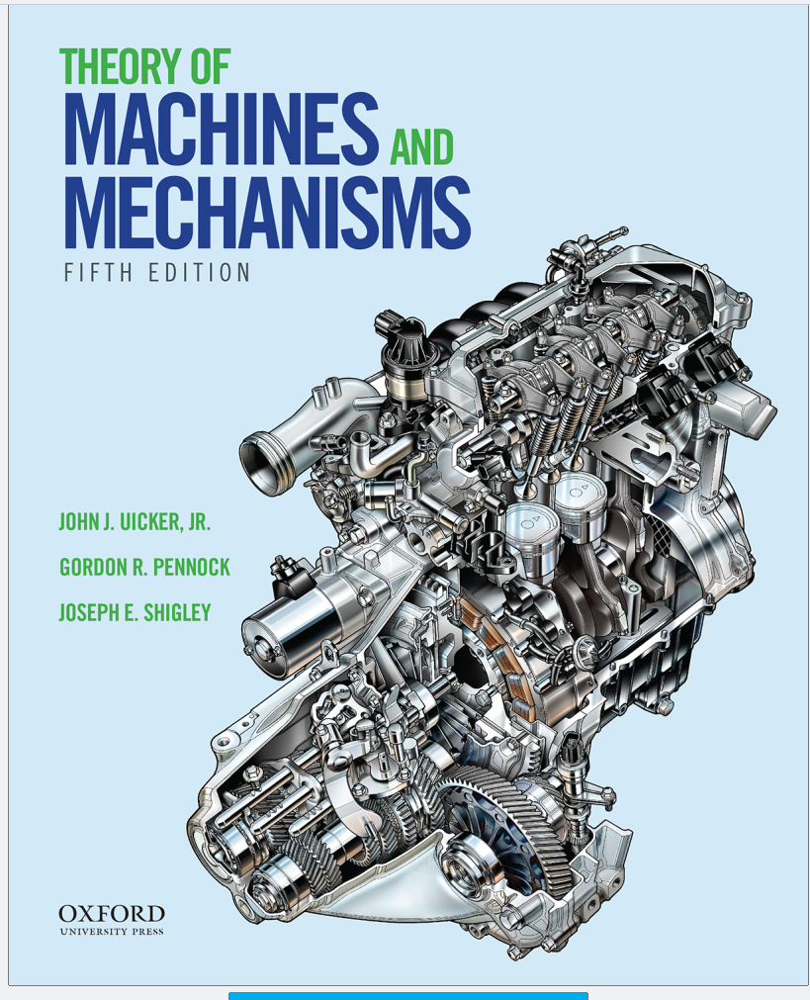 THEORY OF
MACHINES AND
MECHANISMS
FIFTH EDITION
JOHN J. UICKER, JR.
GORDON R. PENNOCK
JOSEPH E. SHIGLEY
OXFORD
UNIVERSITY PRESS